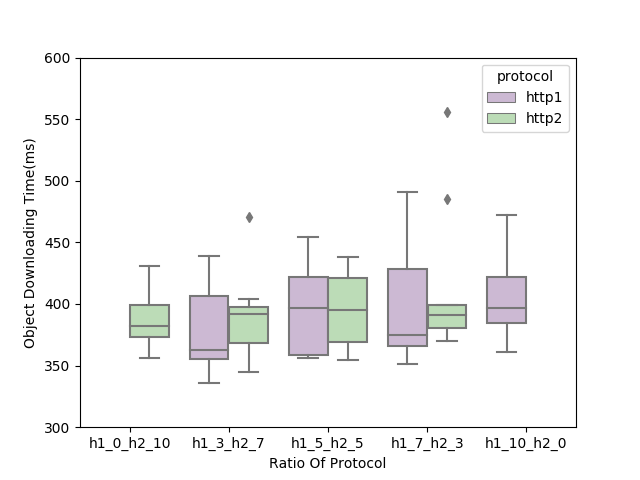 600
550
500
450
400
350
300
Object Downloading Time(ms)
protocol
http1
http2
h1_0_h2_10
h1_3_h2_7
h1_5_h2_5
h1_7_h2_3
h1_10_h2_0
Ratio Of Protocol